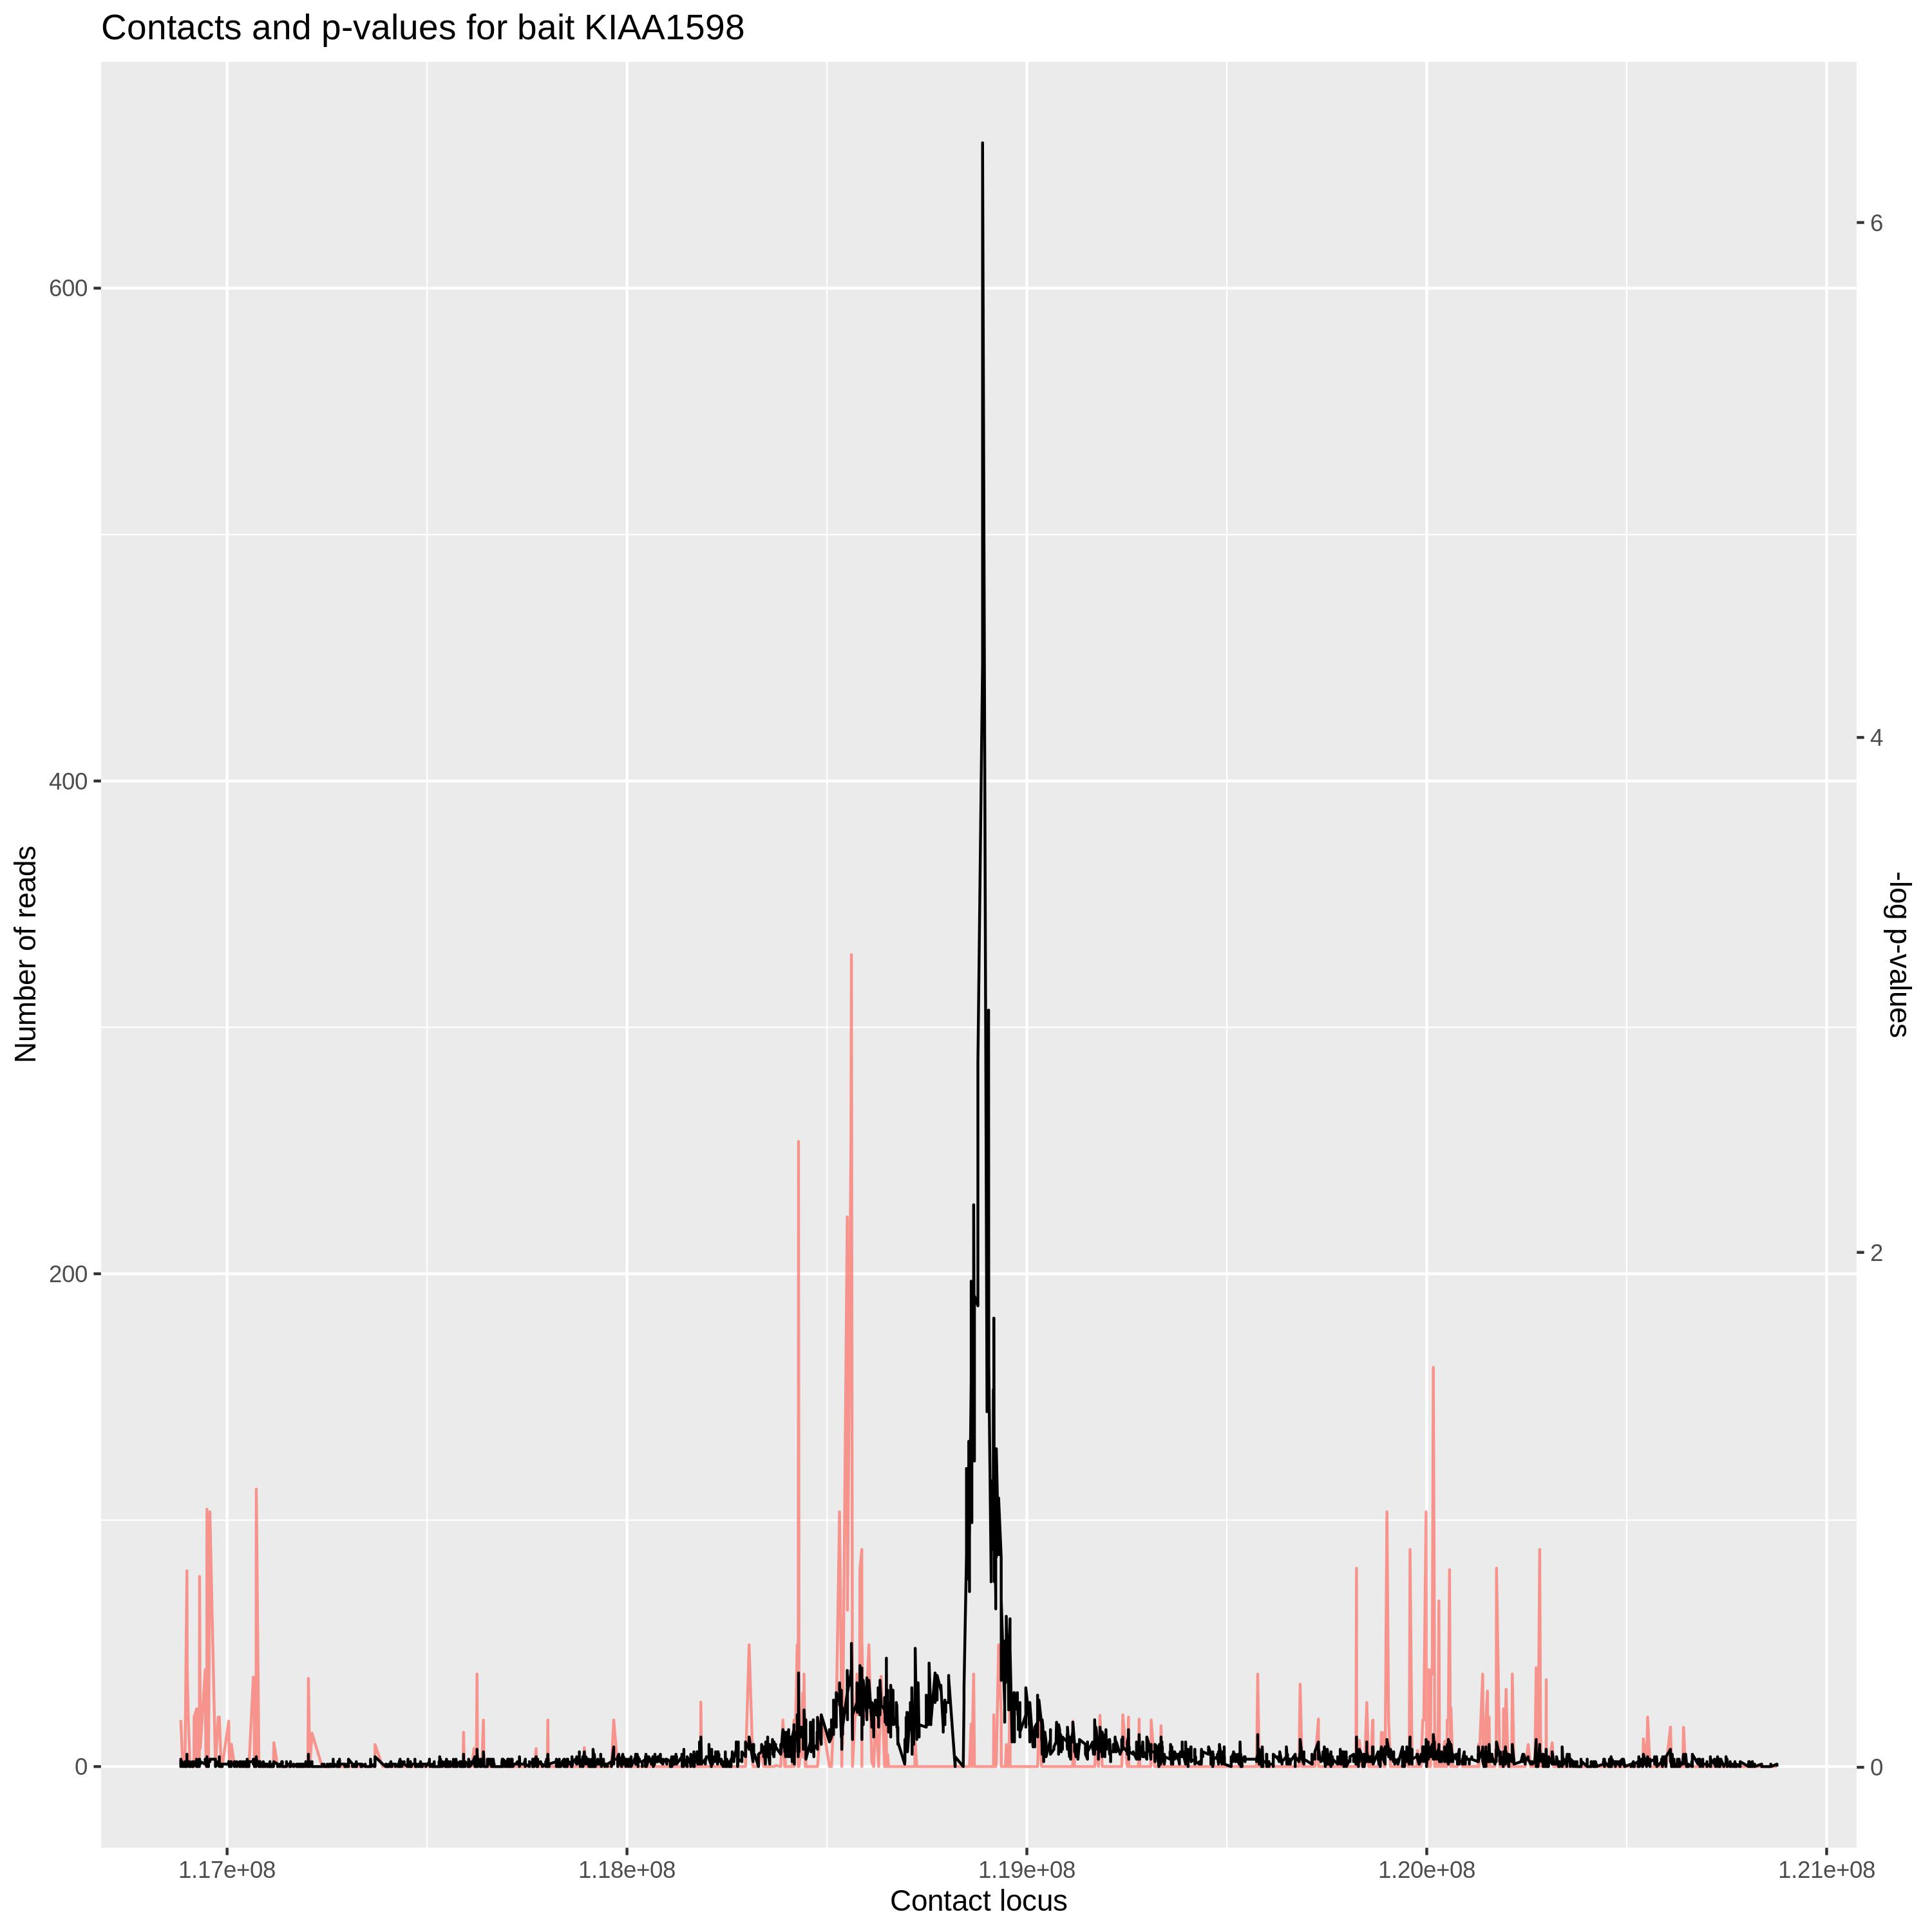 Contacts and p-values for bait KIAA1598
Number of reads
600
400
200
0
6
4
2
0
-log p-values
1.17e+08 1.18e+08 1.19e+08 1.20e+08 1.21e+08
Contact locus